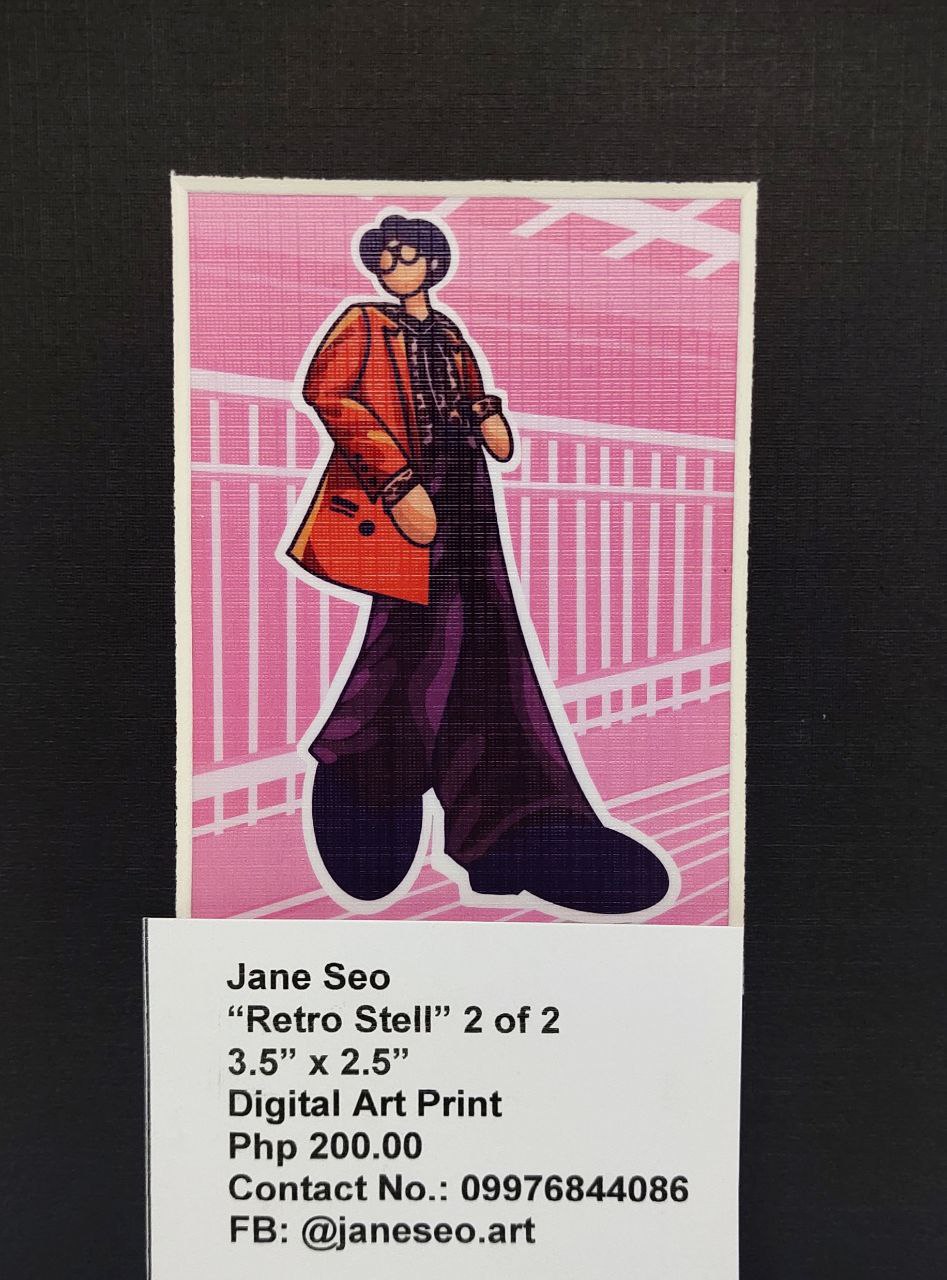 Jane Seo
“Retro Stell” 2 of 2
3.5” x 2.5”
Digital Art Print
Php 200.00
Contact No.: 09976844086
FB: @janeseo.art